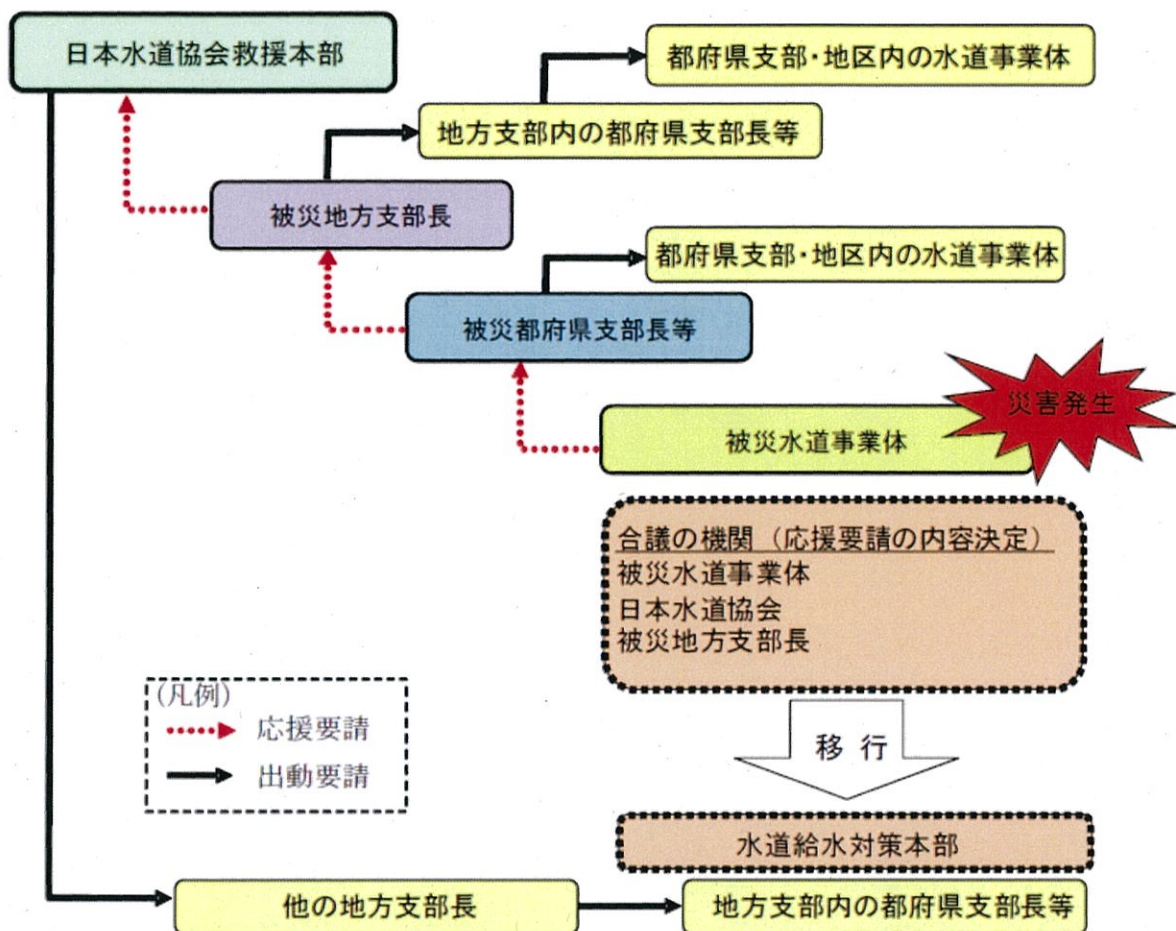 日本水道協会救援本部
都府県支部・地区内の水道事業体
地方支部内の都府県支部長等
被災地方支部長
都府県支部・地区内の水道事業体
被災都府県支部長等
災害発生
被災水道事業体
合議の機関（応援要請の内容決定）
被災水道事業体
日本水道協会
被災地方支部長
(凡例)
応援要請
出動要請
移行
水道給水対策本部
他の地方支部長
地方支部内の都府県支部長等